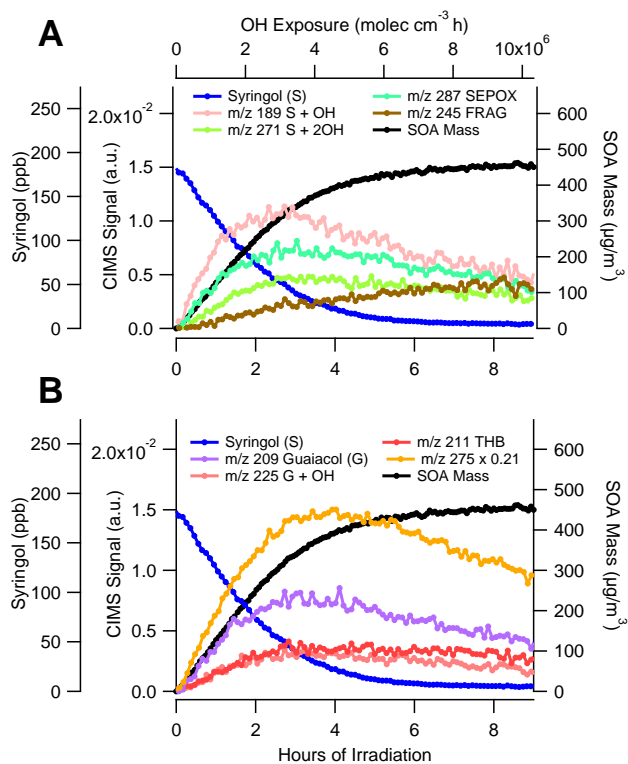 A
OH Exposure (molec cm⁻³ h)
0 2 4 6 8 10x10⁶
Syringol (S)
m/z 189 S + OH
m/z 271 S + 2OH
m/z 287 SEPOX
m/z 245 FRAG
SOA Mass
Syringol (ppb)
250
200
150
100
50
0
CIMS Signal (a.u.)
2.0x10⁻²
1.5
1.0
0.5
0.0
SOA Mass (µg/m³)
600
500
400
300
200
100
0
0 2 4 6 8
B
Syringol (S)
m/z 209 Guaiacol (G)
m/z 225 G + OH
m/z 211 THB
m/z 275 x 0.21
SOA Mass
Syringol (ppb)
250
200
150
100
50
0
CIMS Signal (a.u.)
2.0x10⁻²
1.5
1.0
0.5
0.0
SOA Mass (µg/m³)
600
500
400
300
200
100
0
0 2 4 6 8
Hours of Irradiation